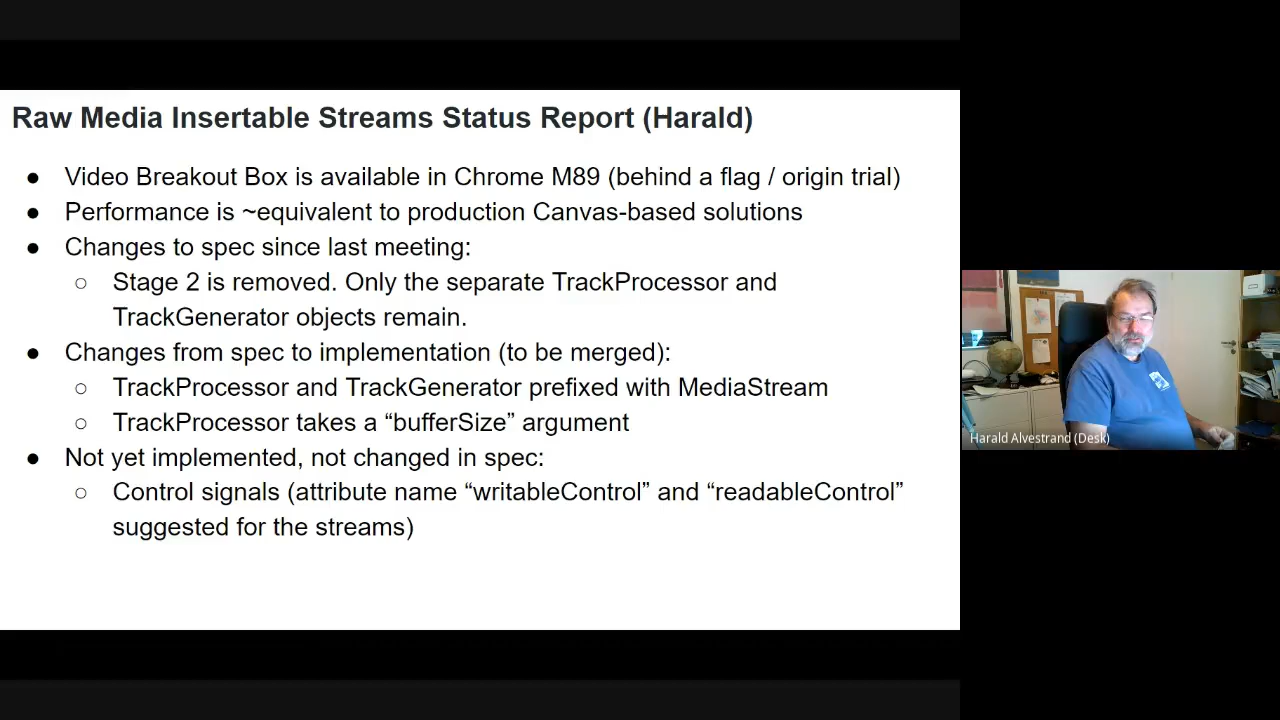 Raw Media Insertable Streams Status Report (Harald)
● Video Breakout Box is available in Chrome M89 (behind a flag / origin trial)
● Performance is ~equivalent to production Canvas-based solutions
● Changes to spec since last meeting:
○ Stage 2 is removed. Only the separate TrackProcessor and
TrackGenerator objects remain.
● Changes from spec to implementation (to be merged):
○ TrackProcessor and TrackGenerator prefixed with MediaStream
○ TrackProcessor takes a “bufferSize” argument
● Not yet implemented, not changed in spec:
○ Control signals (attribute name “writableControl” and “readableControl”
suggested for the streams)
Harald Alvestrand (Desk)